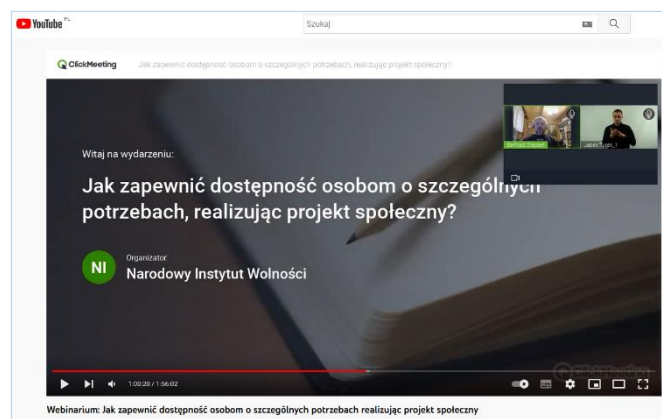 YouTube PL
Szukaj
ClickMeeting Jak zapewnić dostępność osobom o szczególnych potrzebach, realizując projekt społeczny?
Witaj na wydarzeniu:
Jak zapewnić dostępność osobom o szczególnych
potrzebach, realizując projekt społeczny?
NI
Organizator:
Narodowy Instytut Wolności
1:00:20 / 1:56:02
ClickMeeting
Webinarium: Jak zapewnić dostępność osobom o szczególnych potrzebach realizując projekt społeczny